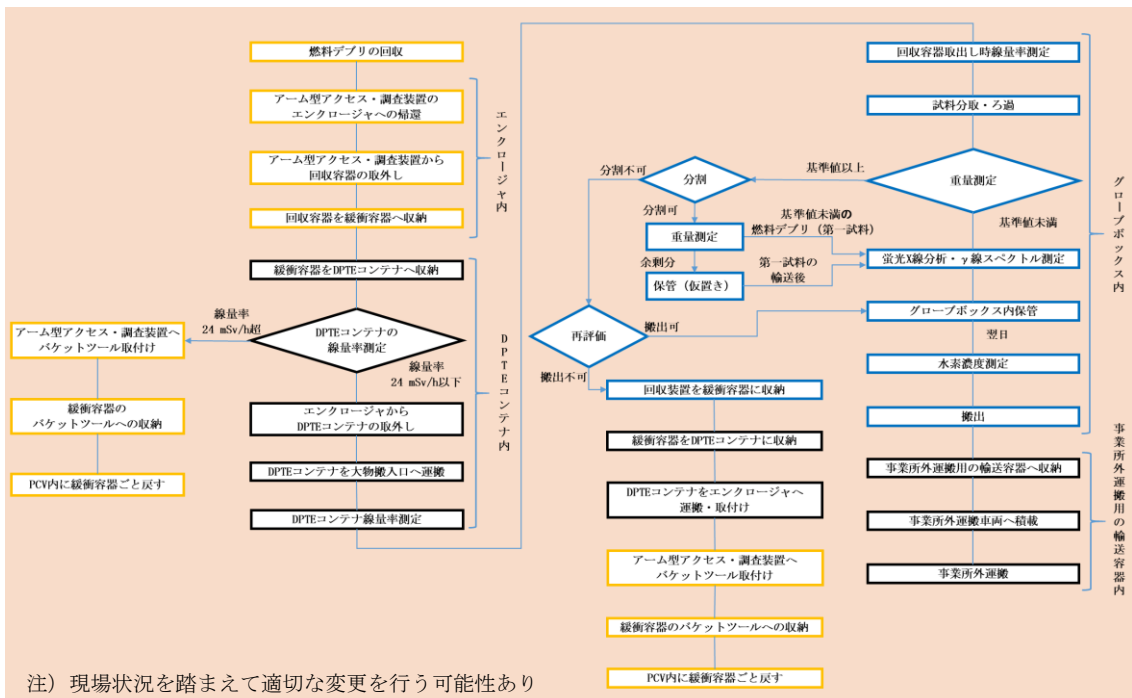 燃料デブリの回収
アーム型アクセス・調査装置の
エンクロージャへの帰還
アーム型アクセス・調査装置から
回収容器の取外し
回収容器を緩衝容器へ収納
エンクロージャ内
緩衝容器をDPTEコンテナへ収納
DPTEコンテナの
線量率測定
線量率
24 mSv/h超
線量率
24 mSv/h以下
アーム型アクセス・調査装置へ
バケットツール取付け
緩衝容器の
バケットツールへの収納
PCV内に緩衝容器ごと戻す
エンクロージャから
DPTEコンテナの取外し
DPTEコンテナを大物搬入口へ運搬
DPTEコンテナ線量率測定
DPTEコンテナ内
回収容器取出し時線量率測定
試料分取・ろ過
重量測定
基準値以上
基準値未満
分割
分割不可
分割可
重量測定
基準値未満の
燃料デブリ（第一試料）
余剰分
保管（仮置き）
第一試料の
輸送後
蛍光X線分析・γ線スペクトル測定
再評価
搬出可
搬出不可
グローブボックス内保管
翌日
水素濃度測定
搬出
グローブボックス内
回収装置を緩衝容器に収納
緩衝容器をDPTEコンテナに収納
DPTEコンテナをエンクロージャへ
運搬・取付け
アーム型アクセス・調査装置へ
バケットツール取付け
緩衝容器のバケットツールへの収納
PCV内に緩衝容器ごと戻す
事業所外運搬用の輸送容器へ収納
事業所外運搬車両へ積載
事業所外運搬
事業所外運搬用の輸送容器内
注）現場状況を踏まえて適切な変更を行う可能性あり